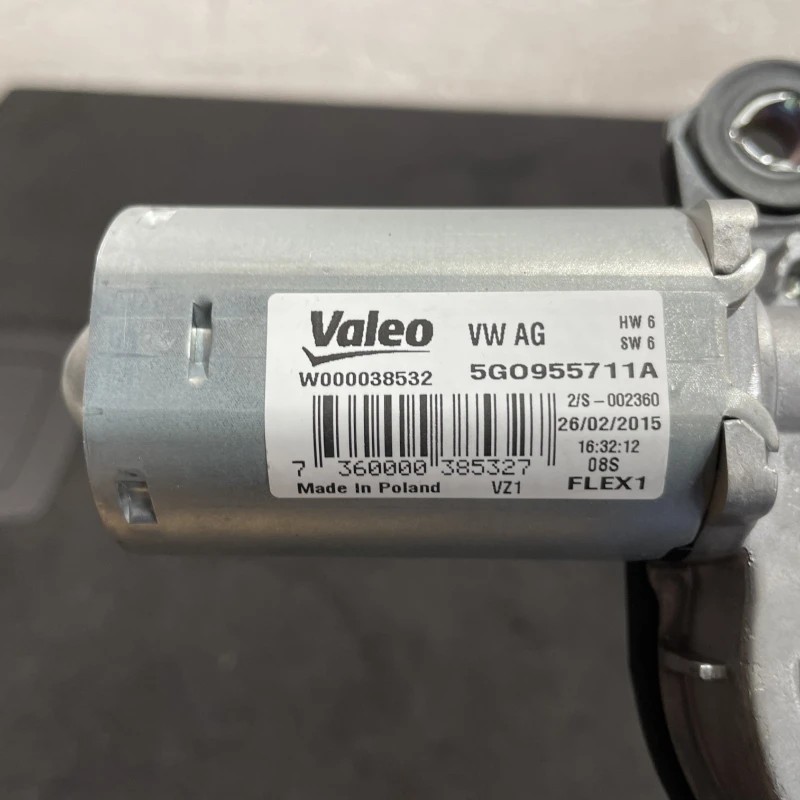 Valeo VW AG HW 6
SW 6
W000038532 5GO955711A
2/S-002360
26/02/2015
16:32:12
7 360000 385327 08S
Made In Poland VZ1 FLEX1